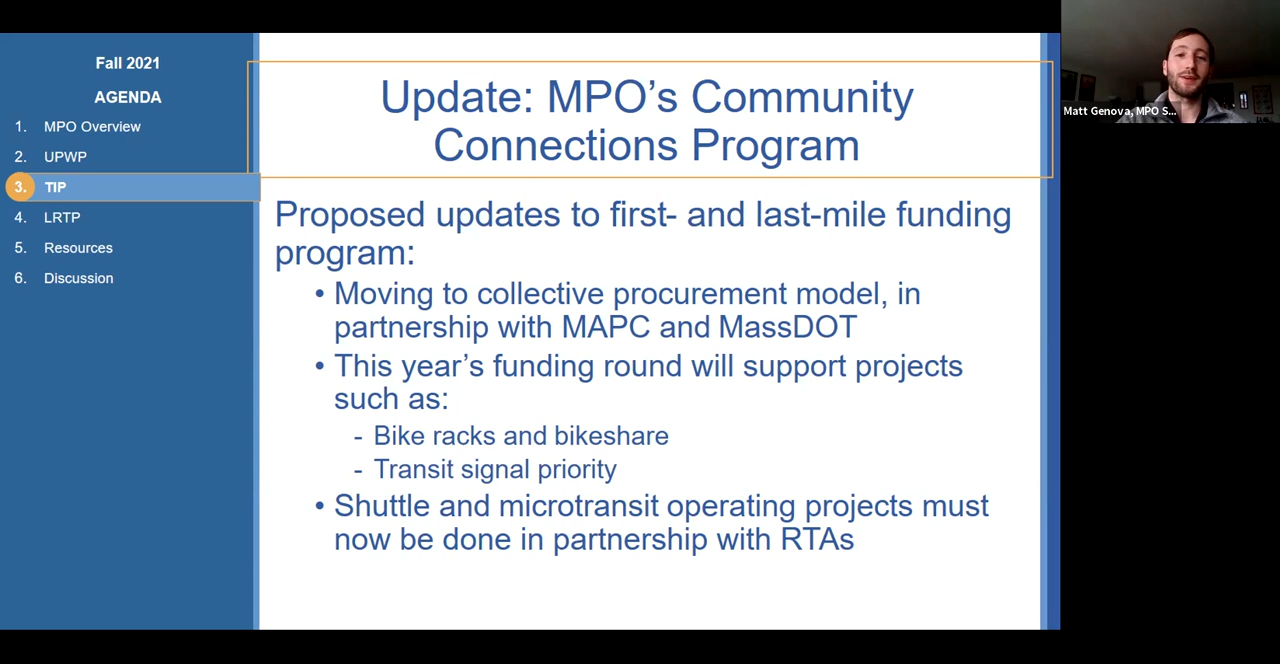 Fall 2021
AGENDA
1. MPO Overview
2. UPWP
3. TIP
4. LRTP
5. Resources
6. Discussion
Update: MPO’s Community
Connections Program
Proposed updates to first- and last-mile funding
program:
• Moving to collective procurement model, in
partnership with MAPC and MassDOT
• This year’s funding round will support projects
such as:
- Bike racks and bikeshare
- Transit signal priority
• Shuttle and microtransit operating projects must
now be done in partnership with RTAs
Matt Genova, MPO S...